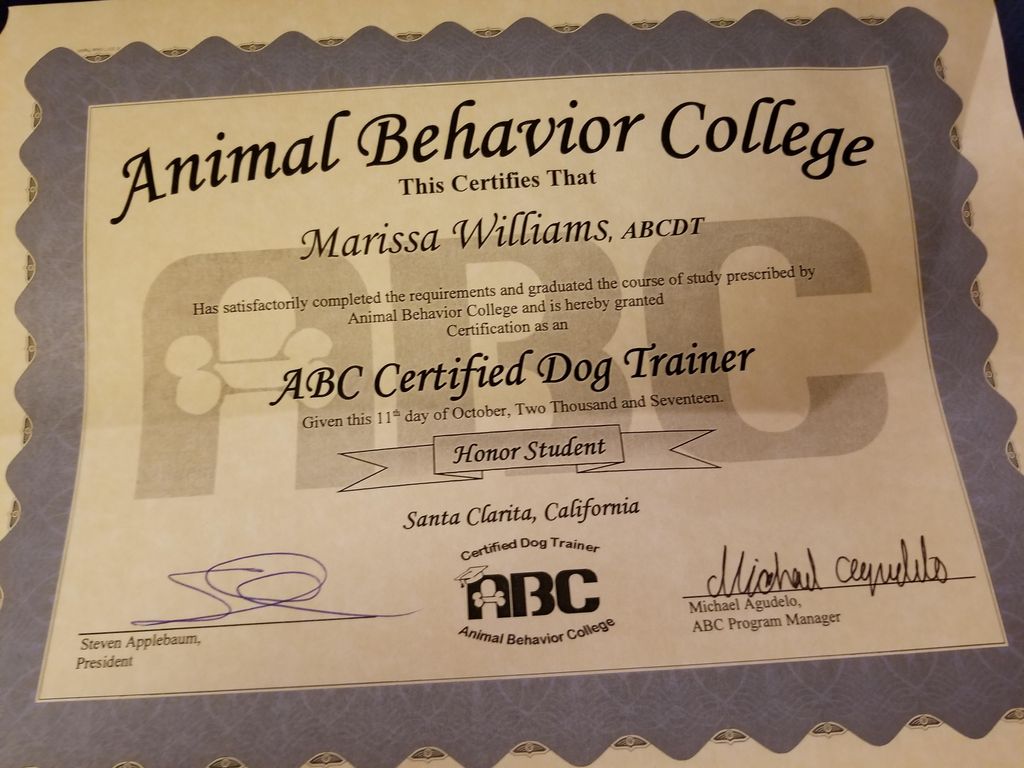 Animal Behavior College
This Certifies That
Marissa Williams, ABCDT
Has satisfactorily completed the requirements and graduated the course of study prescribed by
Animal Behavior College and is hereby granted
Certification as an
ABC Certified Dog Trainer
Given this 11th day of October, Two Thousand and Seventeen.
Honor Student
Santa Clarita, California
Certified Dog Trainer
ABC
Animal Behavior College
Steven Applebaum,
President
Michael Agudelo
Michael Agudelo,
ABC Program Manager
ABC